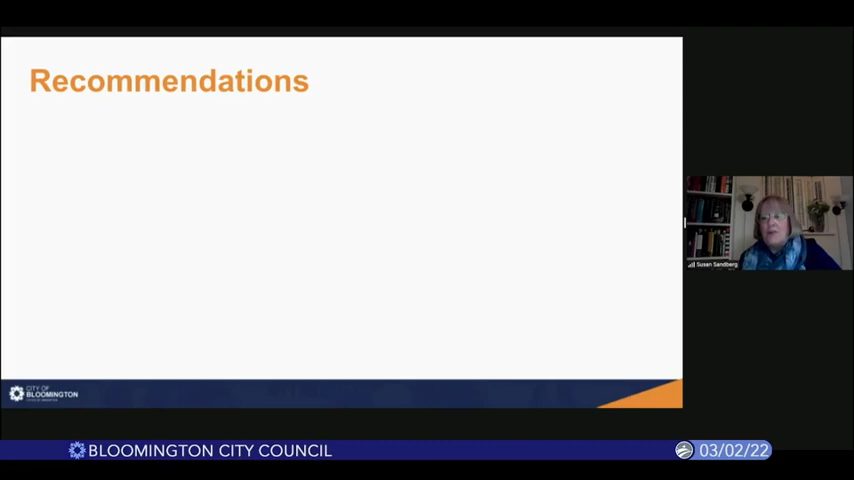 Recommendations
Susan Sandberg
CITY OF
BLOOMINGTON
BLOOMINGTON CITY COUNCIL
03/02/22